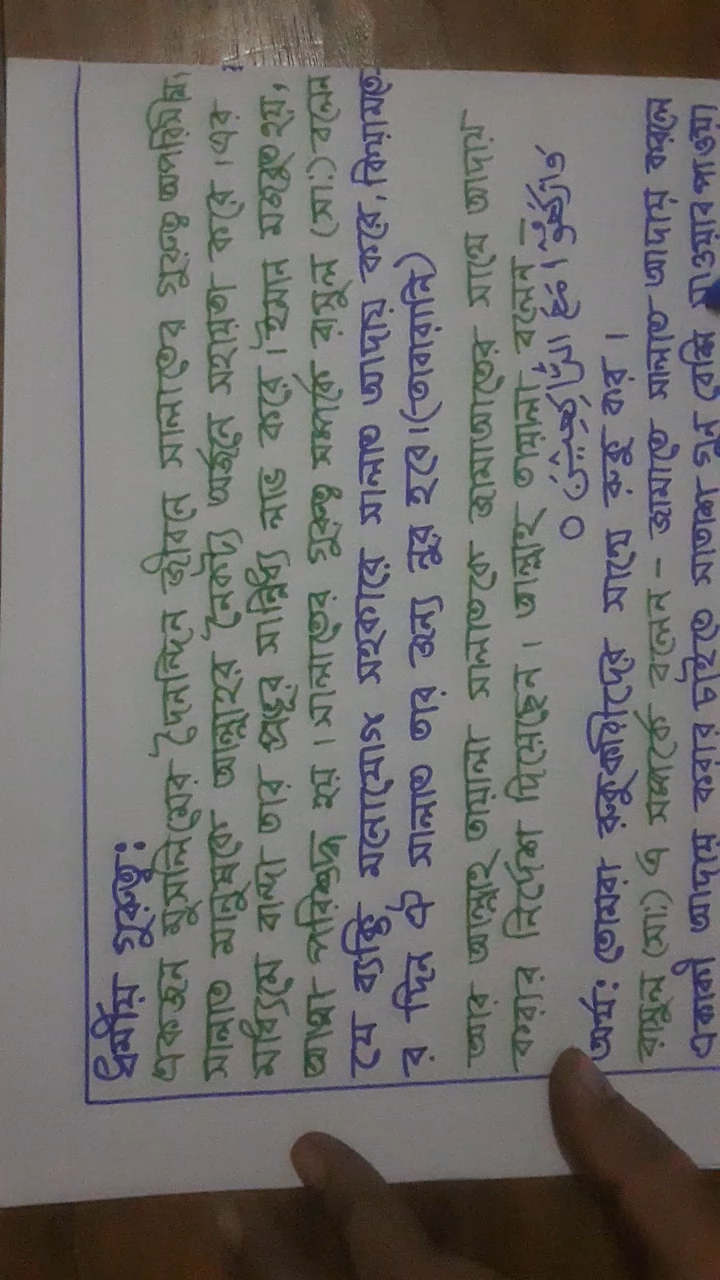 ধর্মীয় গুরুত্ব:
একজন মুসলিমের দৈনন্দিন জীবনে সালাতের গুরুত্ব অপরিসীম।
সালাত মানুষকে আল্লাহর নৈকট্য অর্জনে সহায়তা করে। এর
মাধ্যমে বান্দা তার প্রভুর সান্নিধ্য লাভ করে। ইমান মজবুত হয়,
আত্মা পরিশুদ্ধ হয়। সালাতের গুরুত্ব সম্পর্কে রাসুল (সা:) বলেন
যে ব্যক্তি মনোযোগ সহকারে সালাত আদায় করে, কিয়ামতে
র দিন ঐ সালাত তার জন্য নুর হবে। (তাবারানি)
আর আল্লাহ তায়ালা সালাতকে জামাআতের সাথে আদায়
করার নির্দেশ দিয়েছেন। আল্লাহ তায়ালা বলেন –
অর্থ: তোমরা রুকুকারীদের সাথে রুকু কর।
রাসুল (সা:) এ সম্পর্কে বলেন – জামাতে সালাত আদায় করলে
একাকী আদায় করার চাইতে সাতাশ গুন বেশি সাওয়াব পাওয়া